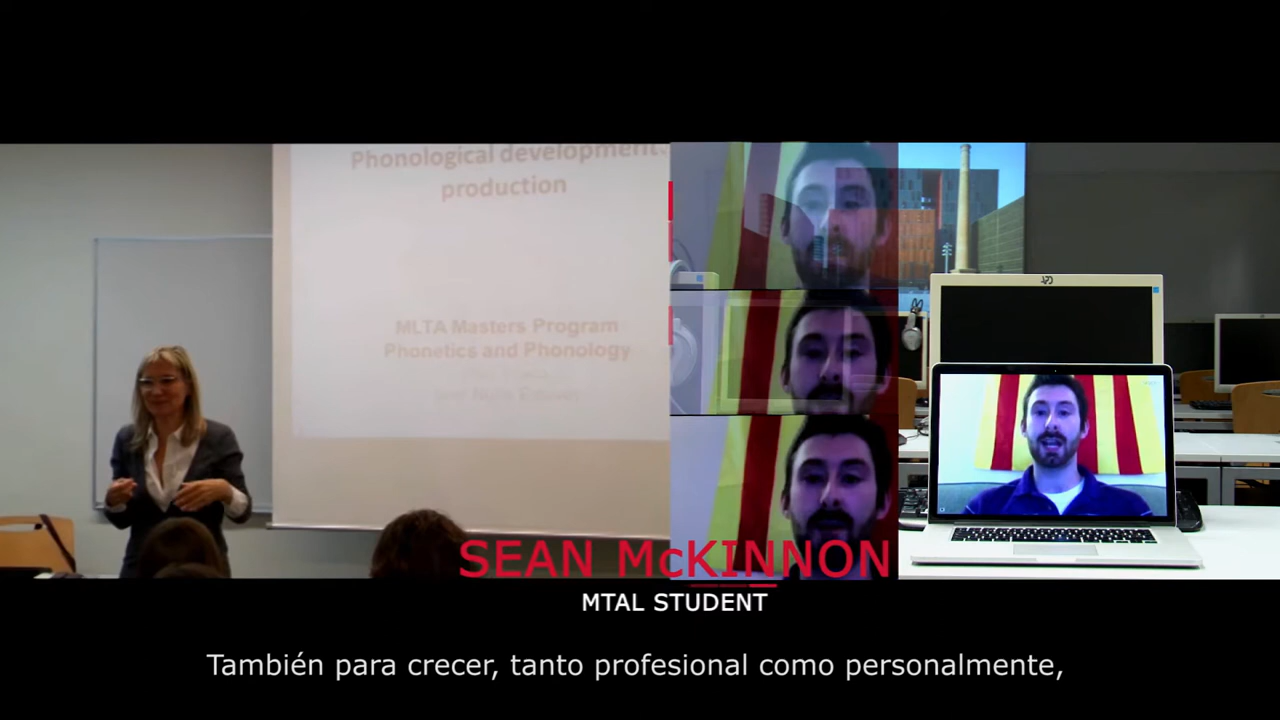 Phonological development:
production
MLTA Masters Program
Phonetics and Phonology
SEAN McKINNON
MTAL STUDENT
También para crecer, tanto profesional como personalmente,